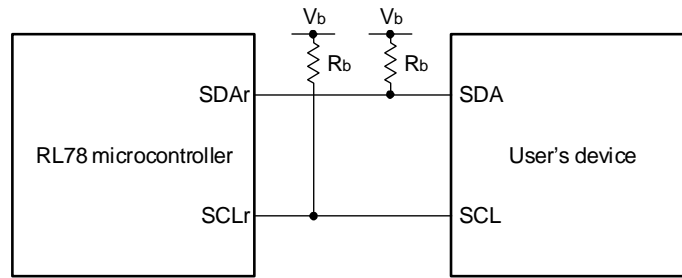 Vb Vb
Rb Rb
SDAr SDA
RL78 microcontroller User's device
SCLr SCL